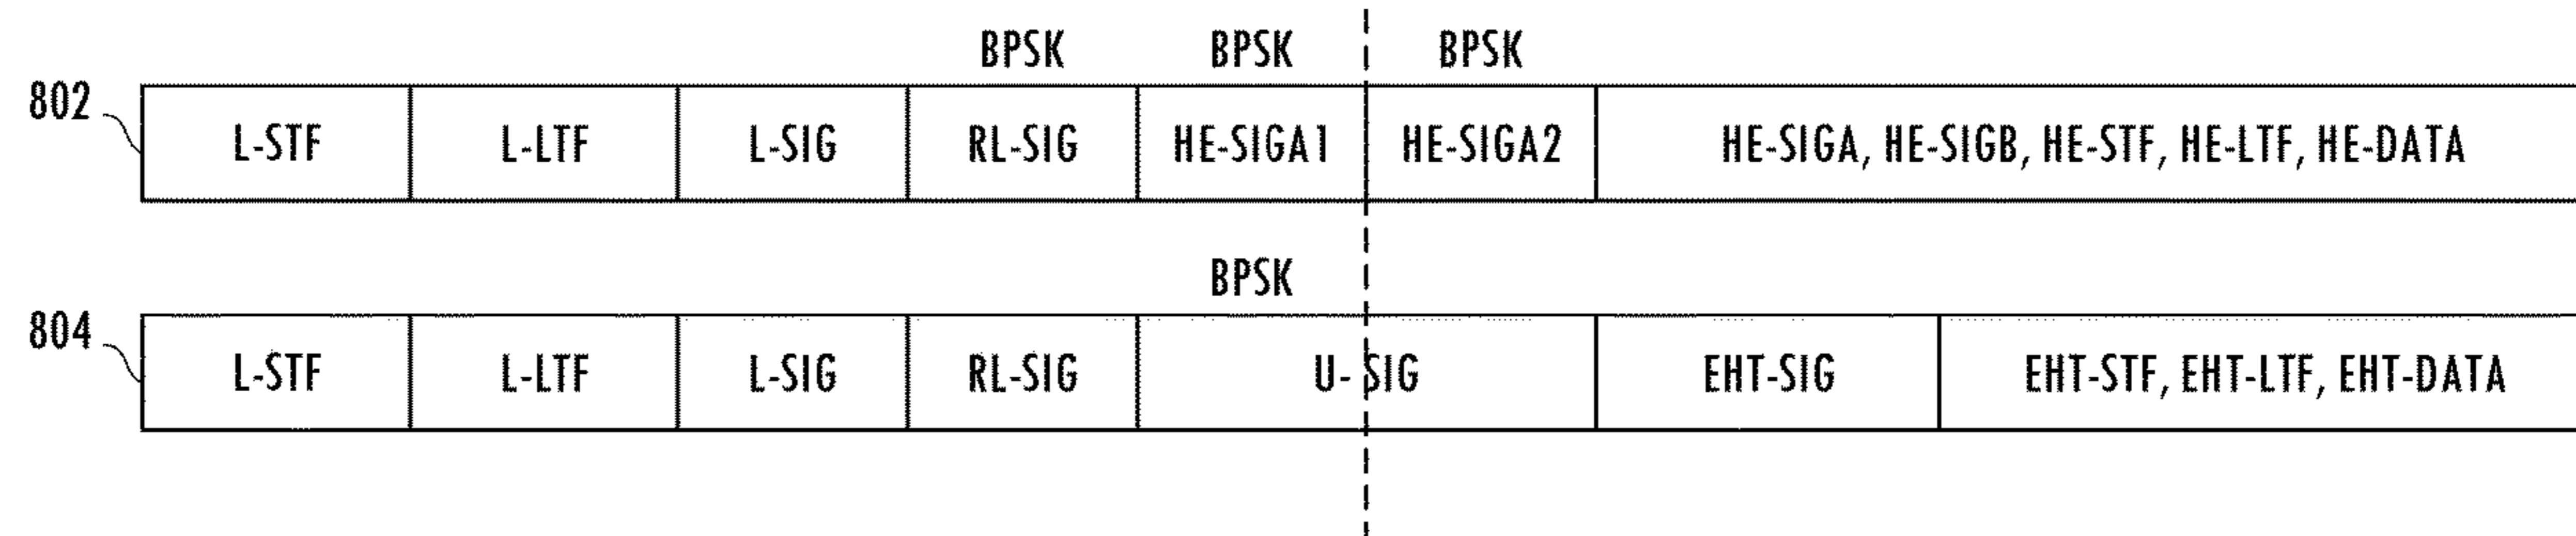 BPSK BPSK BPSK
802 L-STF L-LTF L-SIG RL-SIG HE-SIGA1 HE-SIGA2 HE-SIGA, HE-SIGB, HE-STF, HE-LTF, HE-DATA
BPSK
804 L-STF L-LTF L-SIG RL-SIG U- SIG EHT-SIG EHT-STF, EHT-LTF, EHT-DATA